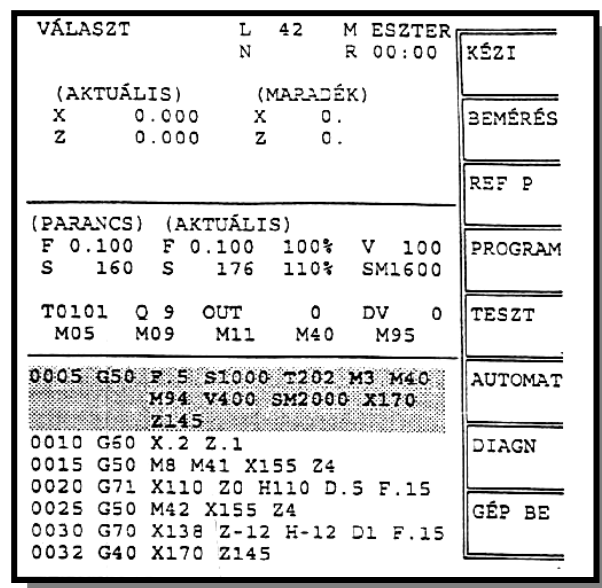 VÁLASZT L 42 M ESZTER
N R 00:00
(AKTUÁLIS) (MARADÉK)
X 0.000 X 0.
Z 0.000 Z 0.
(PARANCS) (AKTUÁLIS)
F 0.100 F 0.100 100% V 100
S 160 S 176 110% SM1600
T0101 Q 9 OUT 0 DV 0
M05 M09 M11 M40 M95
0005 G50 F.5 S1000 T202 M3 M40
M94 V400 SM2000 X170
Z145
0010 G60 X.2 Z.1
0015 G50 M8 M41 X155 Z4
0020 G71 X110 Z0 H110 D.5 F.15
0025 G50 M42 X155 Z4
0030 G70 X138 Z-12 H-12 D1 F.15
0032 G40 X170 Z145
KÉZI
BEMÉRÉS
REF P
PROGRAM
TESZT
AUTOMAT
DIAGN
GÉP BE